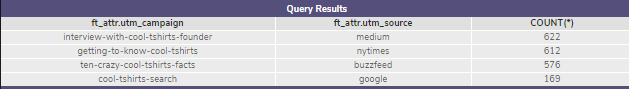 Query Results
ft_attr.utm_campaign ft_attr.utm_source COUNT(*)
interview-with-cool-tshirts-founder medium 622
getting-to-know-cool-tshirts nytimes 612
ten-crazy-cool-tshirts-facts buzzfeed 576
cool-tshirts-search google 169